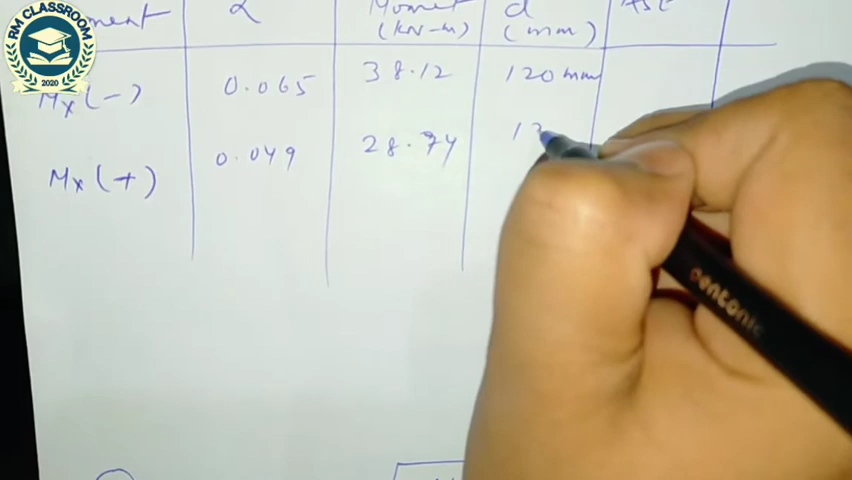 RM CLASSROOM
2020
α Moment d Ast
(kN-m) (mm)
Mx(-) 0.065 38.12 120 mm
Mx(+) 0.049 28.74 12
pentonic